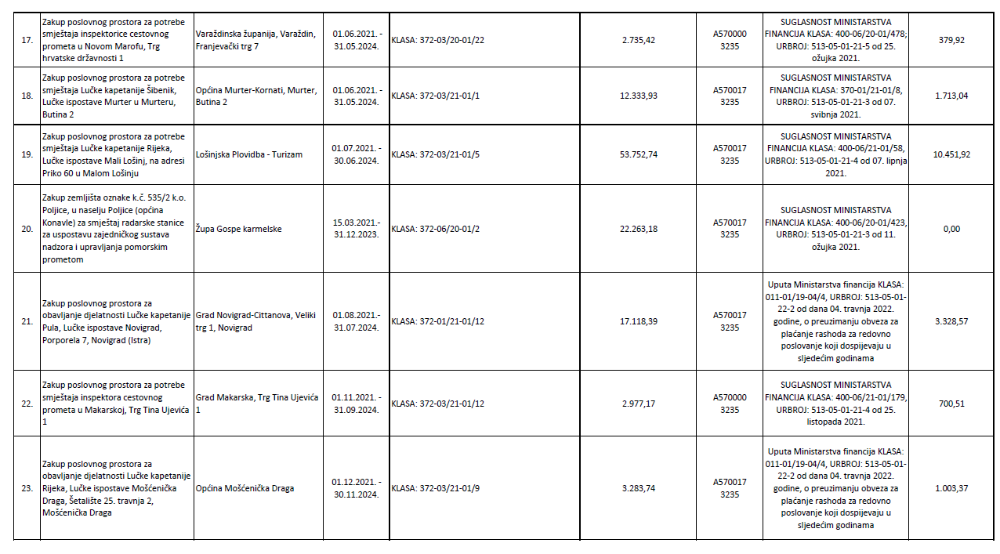 17.
Zakup poslovnog prostora za potrebe
smještaja inspektorice cestovnog
prometa u Novom Marofu, Trg
hrvatske državnosti 1
Varaždinska županija, Varaždin,
Franjevački trg 7
01.06.2021. -
31.05.2024.
KLASA: 372-03/20-01/22
2.735,42
A570000
3235
SUGLASNOST MINISTARSTVA
FINANCIJA KLASA: 400-06/20-01/478;
URBROJ: 513-05-01-21-5 od 25.
ožujka 2021.
379,92
18.
Zakup poslovnog prostora za potrebe
smještaja Lučke kapetanije Šibenik,
Lučke ispostave Murter u Murteru,
Butina 2
Općina Murter-Kornati, Murter,
Butina 2
01.06.2021. -
31.05.2024.
KLASA: 372-03/21-01/1
12.333,93
A570017
3235
SUGLASNOST MINISTARSTVA
FINANCIJA KLASA: 370-01/21-01/8,
URBROJ: 513-05-01-21-3 od 07.
svibnja 2021.
1.713,04
19.
Zakup poslovnog prostora za potrebe
smještaja Lučke kapetanije Rijeka,
Lučke ispostave Mali Lošinj, na adresi
Priko 60 u Malom Lošinju
Lošinjska Plovidba - Turizam
01.07.2021. -
30.06.2024.
KLASA: 372-03/21-01/5
53.752,74
A570017
3235
SUGLASNOST MINISTARSTVA
FINANCIJA KLASA: 400-06/21-01/58,
URBROJ: 513-05-01-21-4 od 07. lipnja
2021.
10.451,92
20.
Zakup zemljišta oznake k.č. 535/2 k.o.
Poljice, u naselju Poljice (općina
Konavle) za smještaj radarske stanice
za uspostavu zajedničkog sustava
nadzora i upravljanja pomorskim
prometom
Župa Gospe karmelske
15.03.2021.-
31.12.2023.
KLASA: 372-06/20-01/2
22.263,18
A570017
3235
SUGLASNOST MINISTARSTVA
FINANCIJA KLASA: 400-06/20-01/423,
URBROJ: 513-05-01-21-3 od 11.
ožujka 2021.
0,00
21.
Zakup poslovnog prostora za
obavljanje djelatnosti Lučke kapetanije
Pula, Lučke ispostave Novigrad,
Porporela 7, Novigrad (Istra)
Grad Novigrad-Cittanova, Veliki
trg 1, Novigrad
01.08.2021.-
31.07.2024.
KLASA: 372-01/21-01/12
17.118,39
A570017
3235
Uputa Ministarstva financija KLASA:
011-01/19-04/4, URBROJ: 513-05-01-
22-2 od dana 04. travnja 2022.
godine, o preuzimanju obveza za
plaćanje rashoda za redovno
poslovanje koji dospijevaju u
sljedećim godinama
3.328,57
22.
Zakup poslovnog prostora za potrebe
smještaja inspektora cestovnog
prometa u Makarskoj, Trg Tina Ujevića
1
Grad Makarska, Trg Tina Ujevića
1
01.11.2021. -
31.09.2024.
KLASA: 372-03/21-01/12
2.977,17
A570000
3235
SUGLASNOST MINISTARSTVA
FINANCIJA KLASA: 400-06/21-01/179,
URBROJ: 513-05-01-21-4 od 25.
listopada 2021.
700,51
23.
Zakup poslovnog prostora za
obavljanje djelatnosti Lučke kapetanije
Rijeka, Lučke ispostave Mošćenička
Draga, Šetalište 25. travnja 2,
Mošćenička Draga
Općina Mošćenička Draga
01.12.2021. -
30.11.2024.
KLASA: 372-03/21-01/9
3.283,74
A570017
3235
Uputa Ministarstva financija KLASA:
011-01/19-04/4, URBROJ: 513-05-01-
22-2 od dana 04. travnja 2022.
godine, o preuzimanju obveza za
plaćanje rashoda za redovno
poslovanje koji dospijevaju u
sljedećim godinama
1.003,37